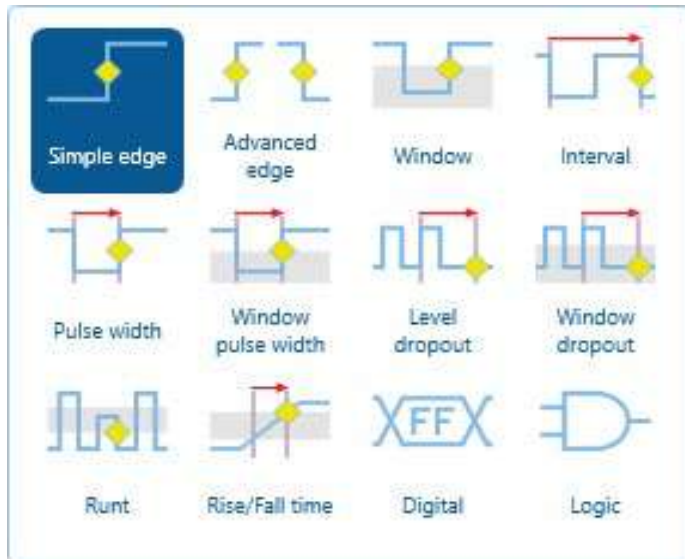 Simple edge
Advanced
edge
Window
Interval
Pulse width
Window
pulse width
Level
dropout
Window
dropout
Runt
Rise/Fall time
FF
Digital
Logic